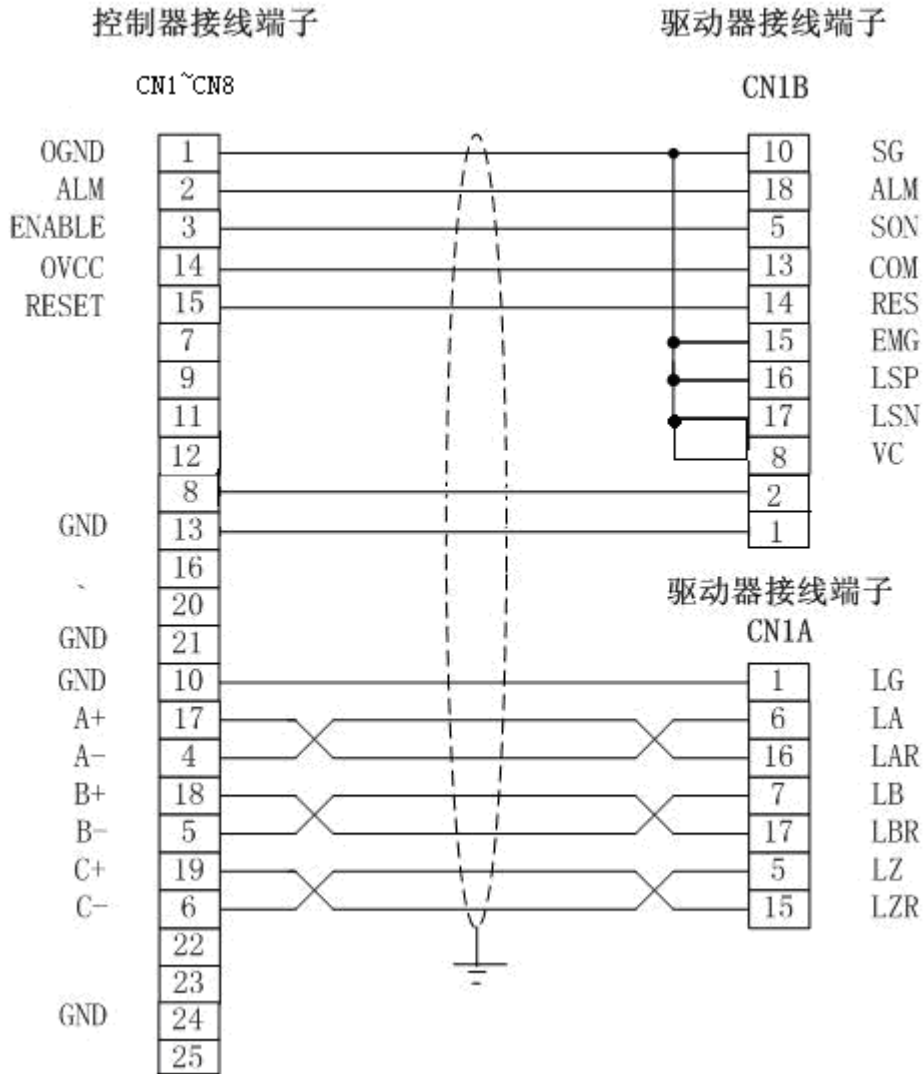 控制器接线端子 驱动器接线端子
CN1~CN8 CN1B
OGND 1 10 SG
ALM 2 18 ALM
ENABLE 3 5 SON
OVCC 14 13 COM
RESET 15 14 RES
7 15 EMG
9 16 LSP
11 17 LSN
12 8 VC
8 2
GND 13 1
16
~ 20
驱动器接线端子
GND 21 CN1A
GND 10 1 LG
A+ 17 6 LA
A- 4 16 LAR
B+ 18 7 LB
B- 5 17 LBR
C+ 19 5 LZ
C- 6 15 LZR
22
23
GND 24
25